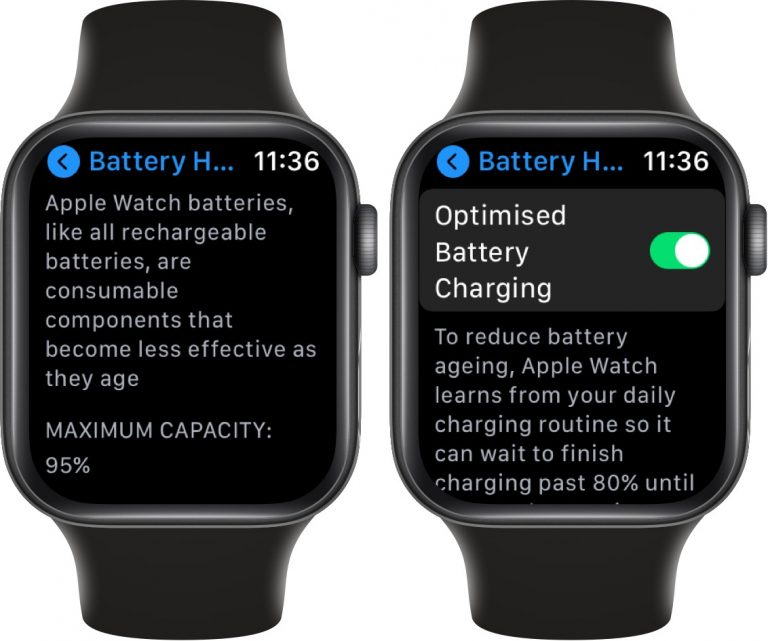 Battery H... 11:36
Apple Watch batteries,
like all rechargeable
batteries, are
consumable
components that
become less effective as
they age
MAXIMUM CAPACITY:
95%
Battery H... 11:36
Optimised
Battery
Charging
To reduce battery
ageing, Apple Watch
learns from your daily
charging routine so it
can wait to finish
charging past 80% until